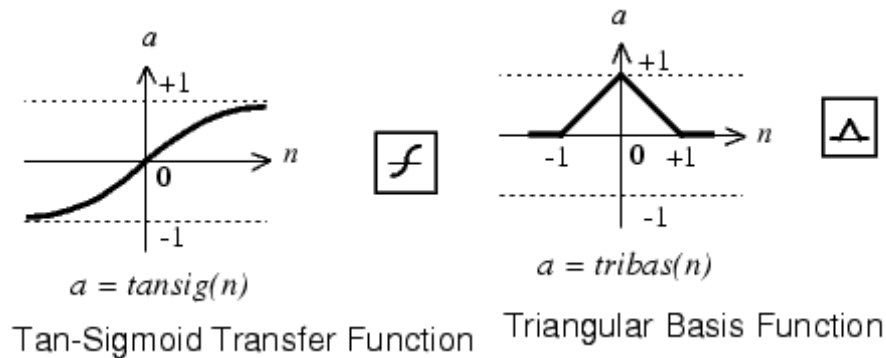 a
+1
n
0
-1
a = tansig(n)
Tan-Sigmoid Transfer Function
a
+1
n
-1
0
+1
-1
a = tribas(n)
Triangular Basis Function